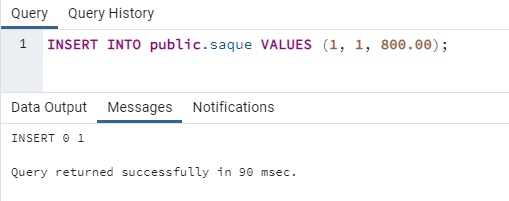 Query Query History
1 INSERT INTO public.saque VALUES (1, 1, 800.00);
Data Output Messages Notifications
INSERT 0 1
Query returned successfully in 90 msec.